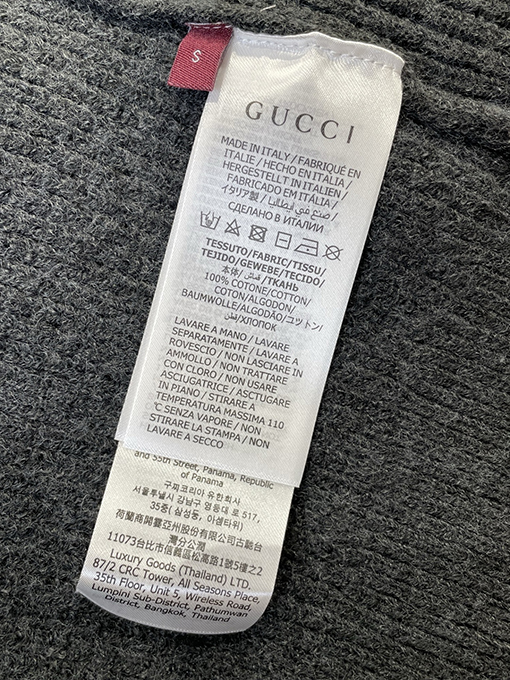 S
GUCCI
MADE IN ITALY / FABRIQUÉ EN
ITALIE / HECHO EN ITALIA /
HERGESTELLT IN ITALIEN /
FABRICADO EM ITALIA /
イタリア製 / صنع في ايطاليا /
СДЕЛАНО В ИТАЛИИ
TESSUTO/FABRIC/TISSU/
TEJIDO/GEWEBE/TECIDO/
本体/قماش/ТКАНЬ
100% COTONE/COTTON/
COTON/ALGODON/
BAUMWOLLE/ALGODÃO/コットン/
قطن/ХЛОПОК
LAVARE A MANO / LAVARE
SEPARATAMENTE / LAVARE A
ROVESCIO / NON LASCIARE IN
AMMOLLO / NON TRATTARE
CON CLORO / NON USARE
ASCIUGATRICE / ASCTUGARE
IN PIANO / STIRARE A
TEMPERATURA MASSIMA 110
℃ SENZA VAPORE / NON
STIRARE LA STAMPA / NON
LAVARE A SECCO
and 55th Street, Panama, Republic
of Panama
구찌코리아 유한회사
서울특별시 강남구 영동대 로 517,
35층 (삼성동, 아셈타워)
荷蘭商開雲亞州股份有限公司台
灣分公
11073台北市信義區松高路1號5樓之2
Luxury Goods (Thailand) LTD.
87/2 CRC Tower, All Seasons Place,
35th Floor, Unit 5, Wireless Road,
Lumpini Sub-District, Pathumwan
District, Bangkok, Thailand